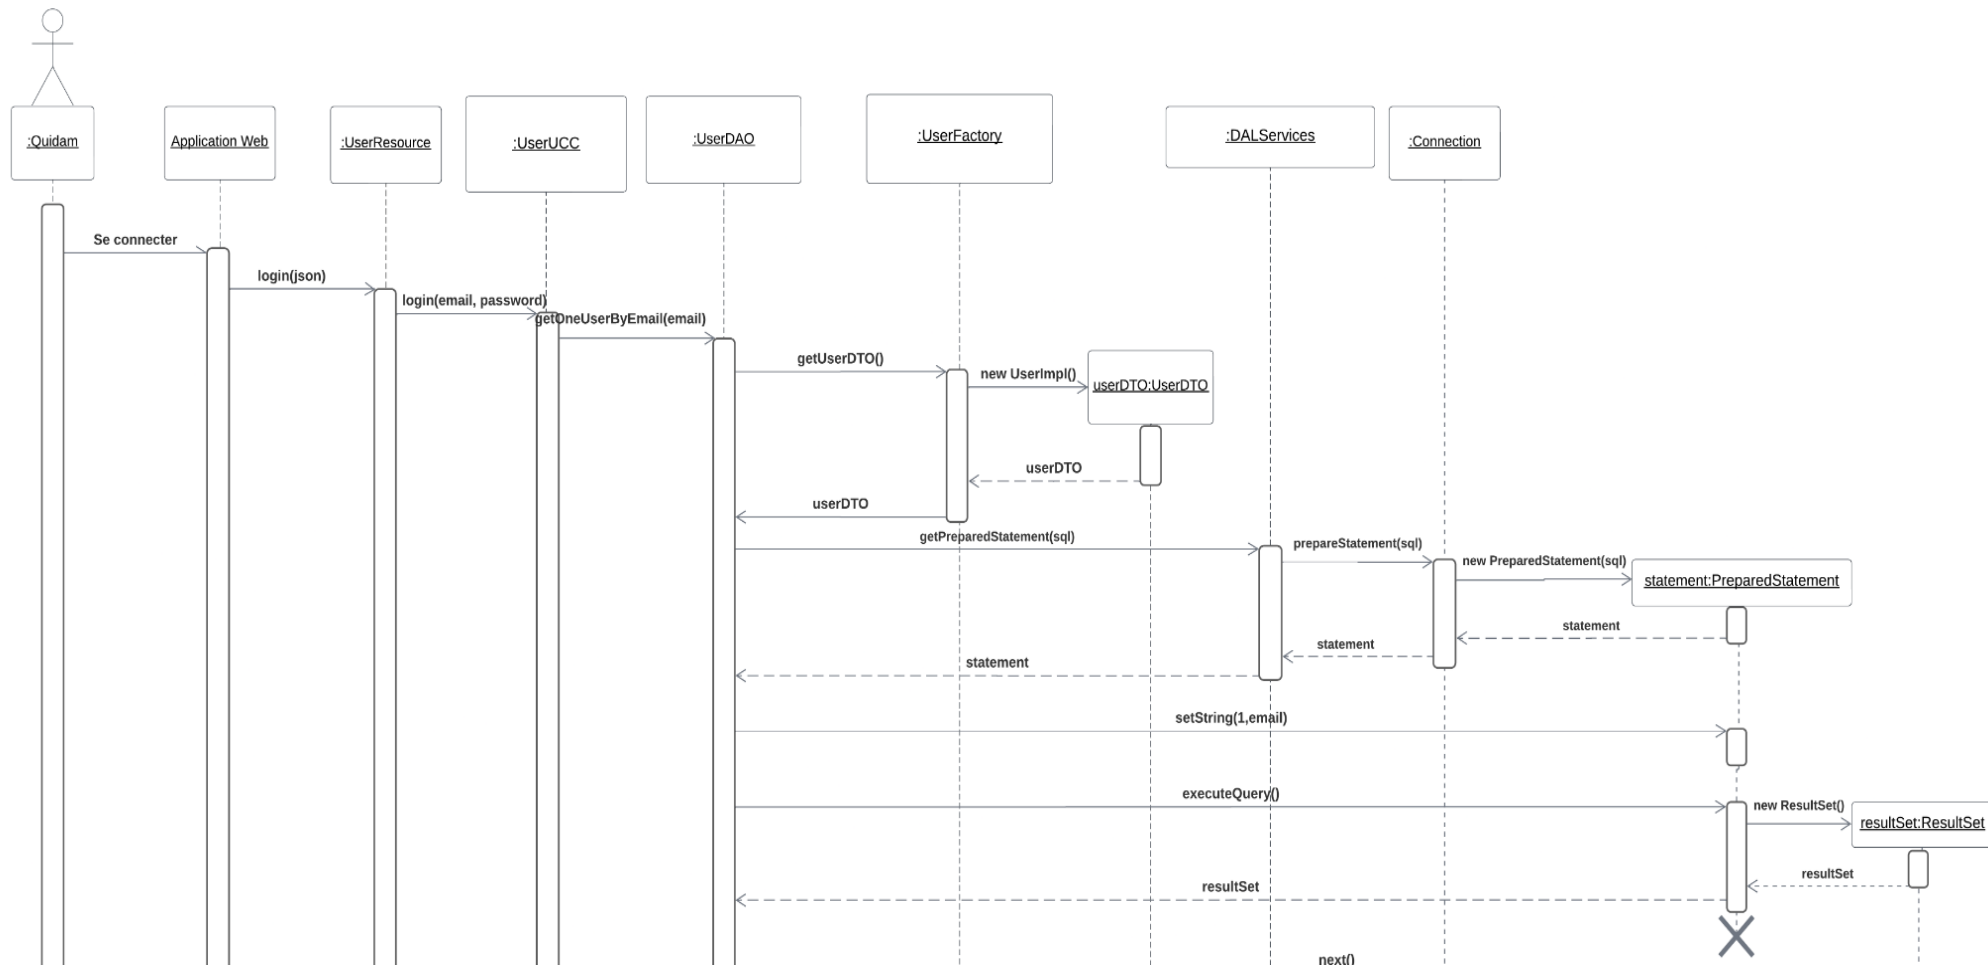 :Quidam
Application Web
:UserResource
:UserUCC
:UserDAO
:UserFactory
:DALServices
:Connection
Se connecter
login(json)
login(email, password)
getOneUserByEmail(email)
getUserDTO()
new UserImpl()
userDTO:UserDTO
userDTO
userDTO
getPreparedStatement(sql)
prepareStatement(sql)
new PreparedStatement(sql)
statement:PreparedStatement
statement
statement
statement
setString(1,email)
executeQuery()
new ResultSet()
resultSet:ResultSet
resultSet
resultSet
next()